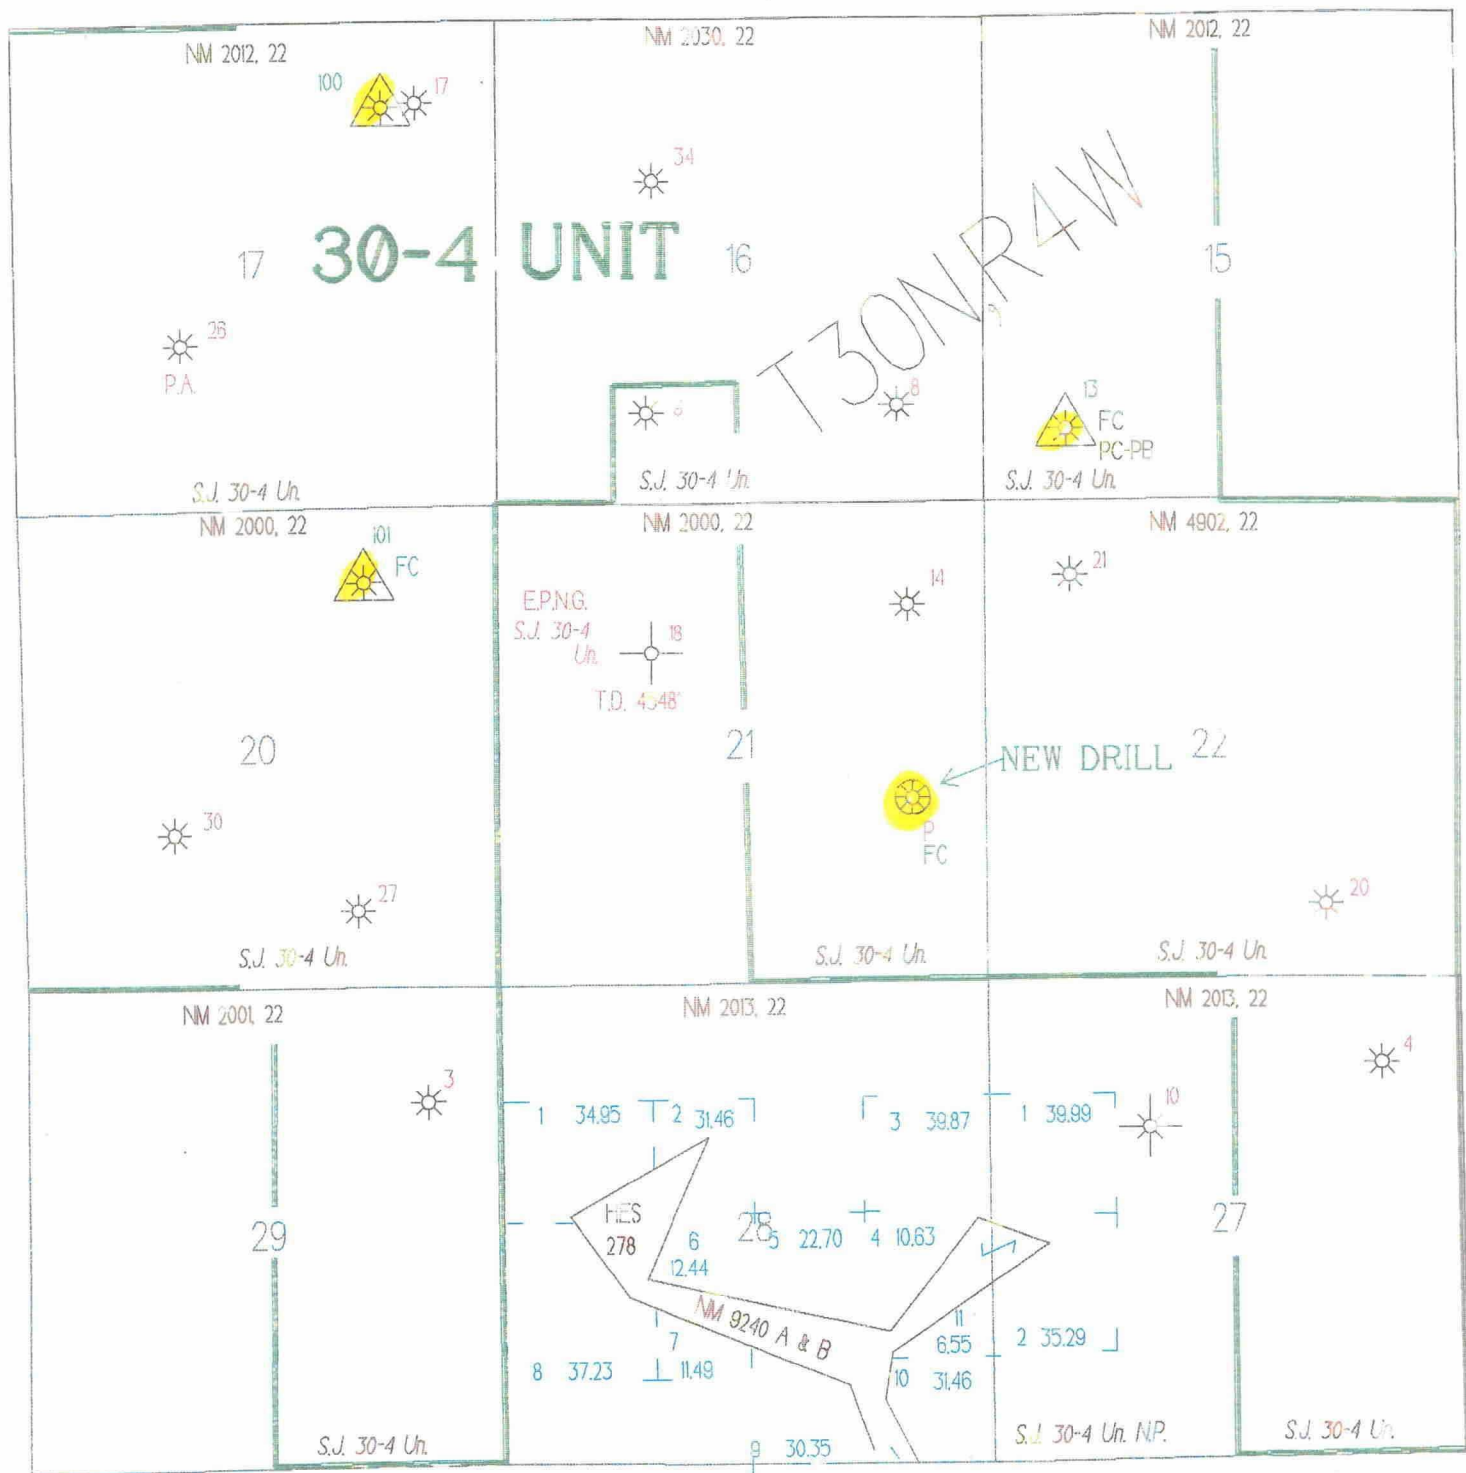 NM 2012, 22
NM 2030, 22
NM 2012, 22
100
17
34
30-4 UNIT
17
16
15
T30NR4W
P.A.
8
13
FC
PC-PB
S.J. 30-4 Un.
S.J. 30-4 Un.
S.J. 30-4 Un.
NM 2000, 22
NM 2000, 22
NM 4902, 22
101
FC
21
14
E.P.N.G.
S.J. 30-4
Un.
18
T.D.
20
21
22
NEW DRILL
30
P
FC
27
20
S.J. 30-4 Un.
S.J. 30-4 Un.
S.J. 30-4 Un.
NM 2001, 22
NM 2013, 22
NM 2013, 22
3
4
10
1 34.95
2 31.46
3 39.87
1 39.99
29
HES
278
28
27
6
12.44
5 22.70
4 10.63
NM 9240 A & B
7
11.49
8 37.23
11
6.55
2 35.29
10 31.46
9 30.35
S.J. 30-4 Un.
S.J. 30-4 Un. N.P.
S.J. 30-4 Un.